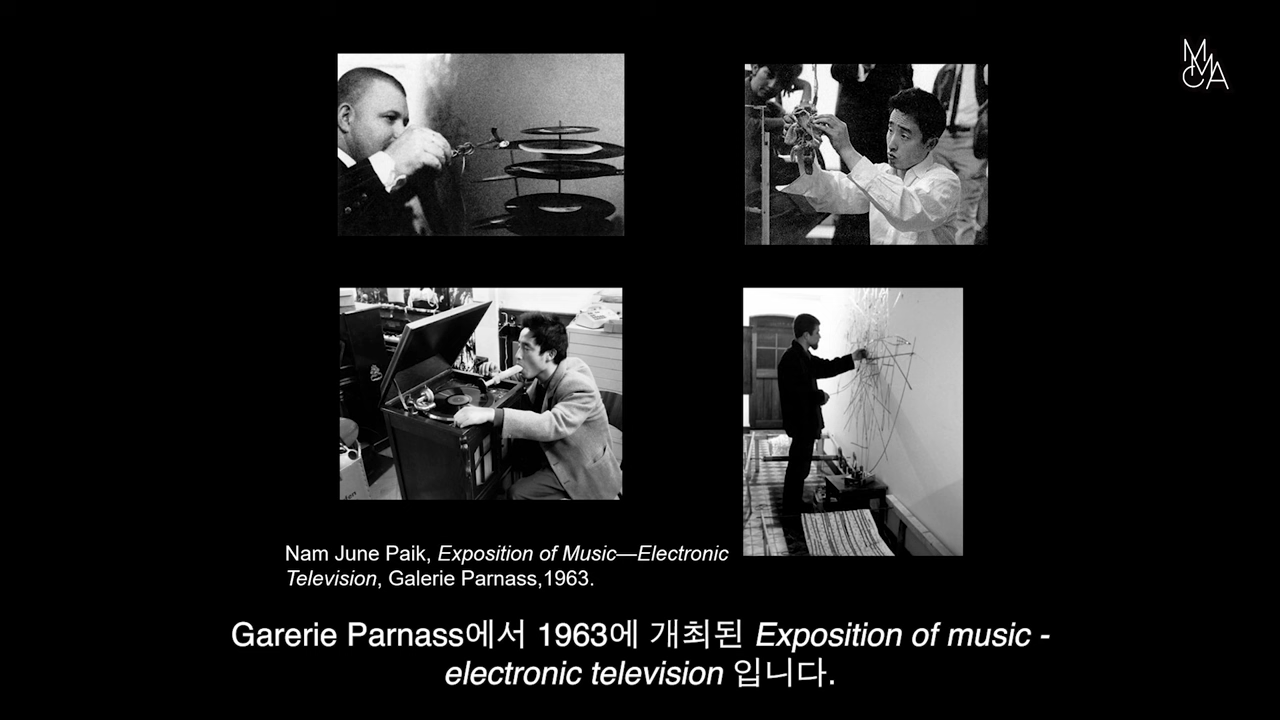 MMCA
Nam June Paik, Exposition of Music—Electronic
Television, Galerie Parnass,1963.
Garerie Parnass에서 1963에 개최된 Exposition of music -
electronic television 입니다.